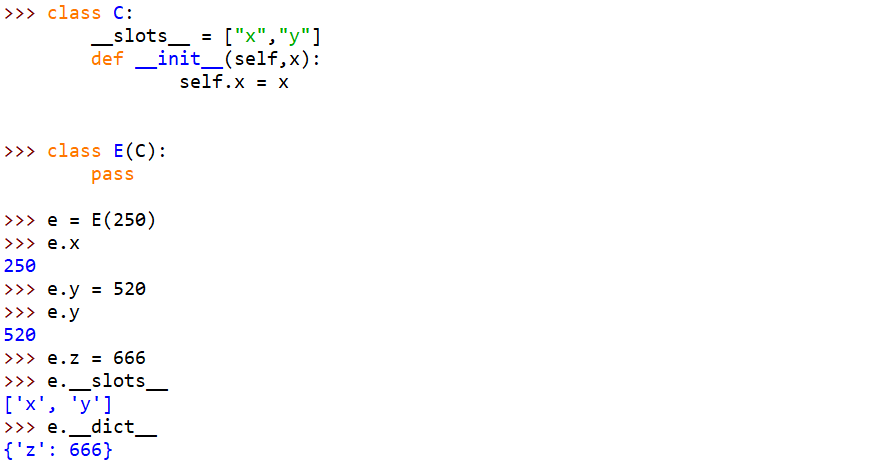 >>> class C:
        __slots__ = ["x","y"]
        def __init__(self,x):
                self.x = x
>>> class E(C):
        pass
>>> e = E(250)
>>> e.x
250
>>> e.y = 520
>>> e.y
520
>>> e.z = 666
>>> e.__slots__
['x', 'y']
>>> e.__dict__
{'z': 666}